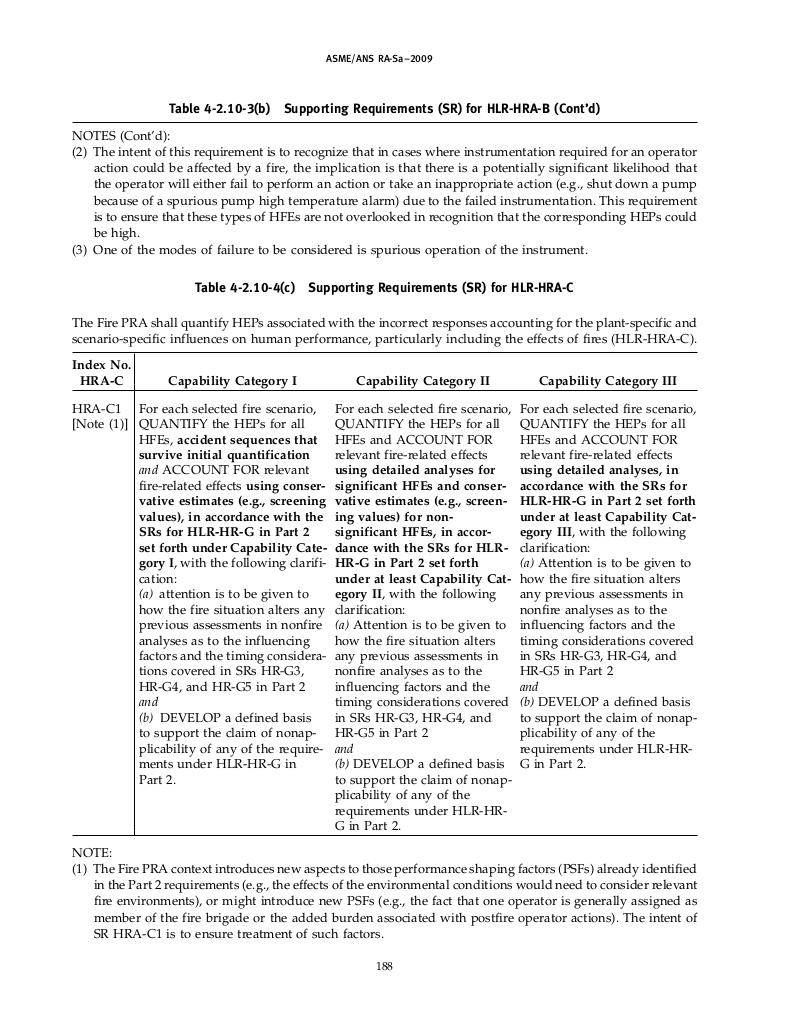 ASME/ANS RA-Sa–2009
Table 4-2.10-3(b) Supporting Requirements (SR) for HLR-HRA-B (Cont’d)
NOTES (Cont’d):
(2) The intent of this requirement is to recognize that in cases where instrumentation required for an operator
action could be affected by a fire, the implication is that there is a potentially significant likelihood that
the operator will either fail to perform an action or take an inappropriate action (e.g., shut down a pump
because of a spurious pump high temperature alarm) due to the failed instrumentation. This requirement
is to ensure that these types of HFEs are not overlooked in recognition that the corresponding HEPs could
be high.
(3) One of the modes of failure to be considered is spurious operation of the instrument.
Table 4-2.10-4(c) Supporting Requirements (SR) for HLR-HRA-C
The Fire PRA shall quantify HEPs associated with the incorrect responses accounting for the plant-specific and
scenario-specific influences on human performance, particularly including the effects of fires (HLR-HRA-C).
Index No.
HRA-C
Capability Category I
Capability Category II
Capability Category III
HRA-C1
[Note (1)]
For each selected fire scenario,
QUANTIFY the HEPs for all
HFEs, accident sequences that
survive initial quantification
and ACCOUNT FOR relevant
fire-related effects using conser-
vative estimates (e.g., screening
values), in accordance with the
SRs for HLR-HR-G in Part 2
set forth under Capability Cate-
gory I, with the following clarifi-
cation:
(a) attention is to be given to
how the fire situation alters any
previous assessments in nonfire
analyses as to the influencing
factors and the timing considera-
tions covered in SRs HR-G3,
HR-G4, and HR-G5 in Part 2
and
(b) DEVELOP a defined basis
to support the claim of nonap-
plicability of any of the require-
ments under HLR-HR-G in
Part 2.
For each selected fire scenario,
QUANTIFY the HEPs for all
HFEs and ACCOUNT FOR
relevant fire-related effects
using detailed analyses for
significant HFEs and conser-
vative estimates (e.g., screen-
ing values) for non-
significant HFEs, in accor-
dance with the SRs for HLR-
HR-G in Part 2 set forth
under at least Capability Cat-
egory II, with the following
clarification:
(a) Attention is to be given to
how the fire situation alters
any previous assessments in
nonfire analyses as to the
influencing factors and the
timing considerations covered
in SRs HR-G3, HR-G4, and
HR-G5 in Part 2
and
(b) DEVELOP a defined basis
to support the claim of nonap-
plicability of any of the
requirements under HLR-HR-
G in Part 2.
For each selected fire scenario,
QUANTIFY the HEPs for all
HFEs and ACCOUNT FOR
relevant fire-related effects
using detailed analyses, in
accordance with the SRs for
HLR-HR-G in Part 2 set forth
under at least Capability Cat-
egory III, with the following
clarification:
(a) Attention is to be given to
how the fire situation alters
any previous assessments in
nonfire analyses as to the
influencing factors and the
timing considerations covered
in SRs HR-G3, HR-G4, and
HR-G5 in Part 2
and
(b) DEVELOP a defined basis
to support the claim of nonap-
plicability of any of the
requirements under HLR-HR-
G in Part 2.
NOTE:
(1) The Fire PRA context introduces new aspects to those performance shaping factors (PSFs) already identified
in the Part 2 requirements (e.g., the effects of the environmental conditions would need to consider relevant
fire environments), or might introduce new PSFs (e.g., the fact that one operator is generally assigned as
member of the fire brigade or the added burden associated with postfire operator actions). The intent of
SR HRA-C1 is to ensure treatment of such factors.
188